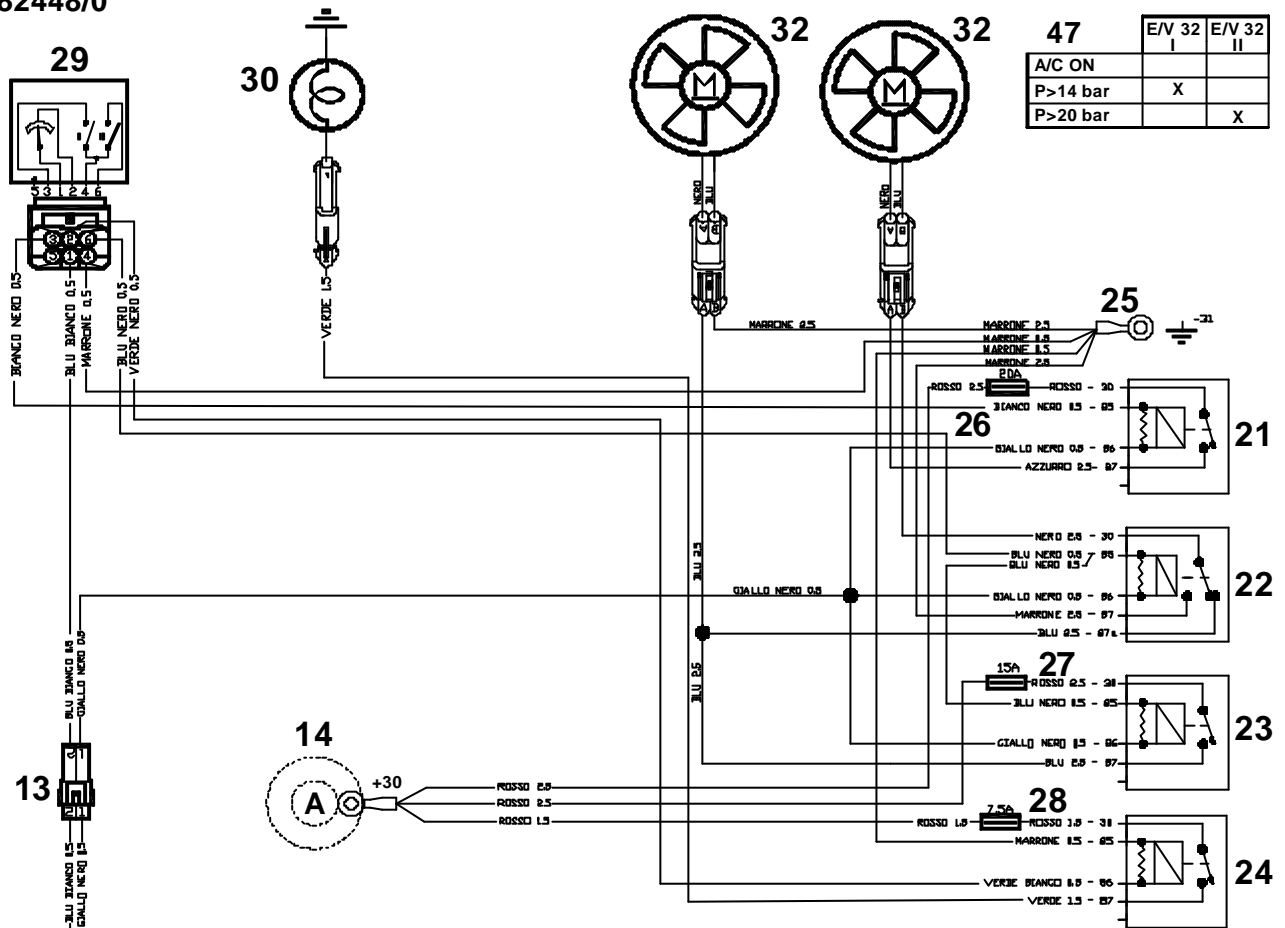 82448/0
29
30
32
32
47
E/V 32 I
E/V 32 II
A/C ON
P>14 bar X
P>20 bar X
M
M
5 3 1 2 4 6
NERO
BLU
NERO
BLU
BIANCO NERO 0.5
BLU BIANCO 0.5
MARRONE 0.5
BLU NERO 0.5
VERDE NERO 0.5
VERDE 1.5
25
-31
MARRONE 2.5
MARRONE 2.5
MARRONE 0.5
MARRONE 0.5
MARRONE 2.5
20A
ROSSO 2.5
ROSSO - 30
26
BIANCO NERO 0.5 - 85
GIALLO NERO 0.5 - 86
AZZURRO 2.5 - 87
21
NERO 2.5 - 30
BLU NERO 0.5 - 85
BLU NERO 0.5
GIALLO NERO 0.5 - 86
MARRONE 2.5 - 87
BLU 2.5 - 87a
22
BLU 2.5
GIALLO NERO 0.5
BLU 2.5
15A
27
ROSSO 2.5 - 30
BLU NERO 0.5 - 85
GIALLO NERO 0.5 - 86
BLU 2.5 - 87
23
BLU BIANCO 0.5
GIALLO NERO 0.5
13
2 1
BLU BIANCO 0.5
GIALLO NERO 0.5
14
A
+30
ROSSO 2.5
ROSSO 2.5
ROSSO 1.5
ROSSO 1.5
7.5A
28
ROSSO 1.5 - 30
MARRONE 0.5 - 85
VERDE BIANCO 0.5 - 86
VERDE 1.5 - 87
24